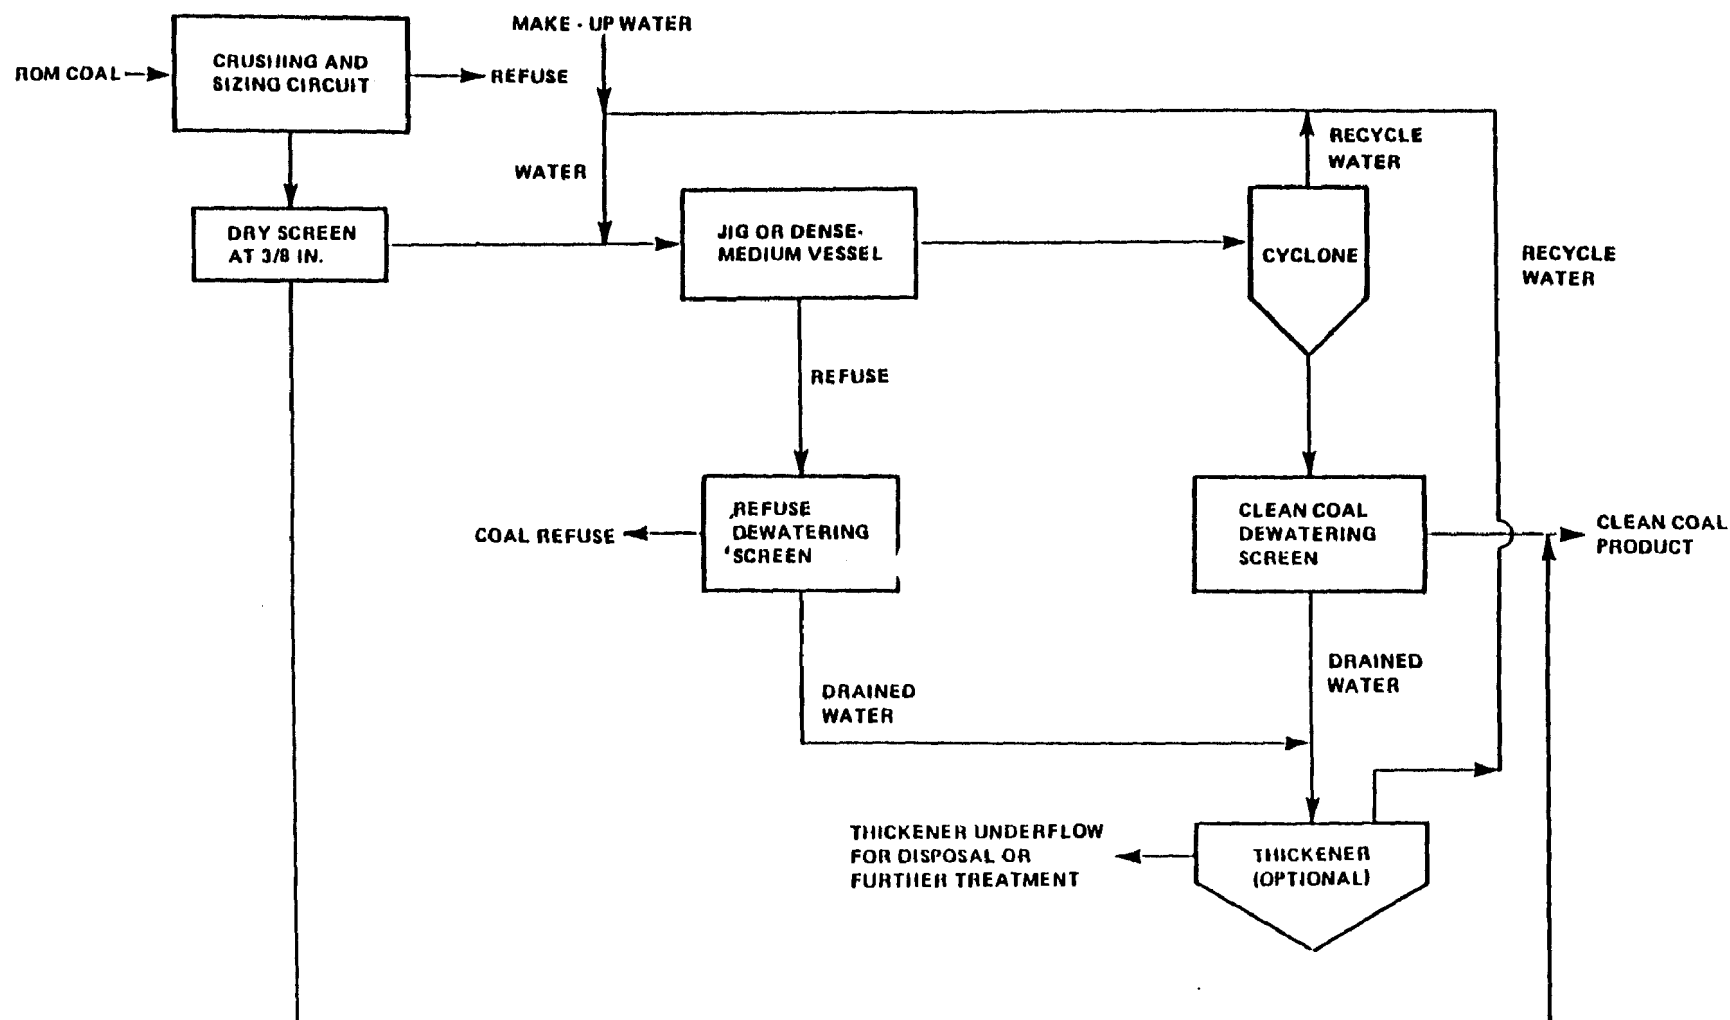 MAKE - UP WATER
ROM COAL
CRUSHING AND
SIZING CIRCUIT
REFUSE
WATER
RECYCLE
WATER
DRY SCREEN
AT 3/8 IN.
JIG OR DENSE-
MEDIUM VESSEL
CYCLONE
RECYCLE
WATER
REFUSE
COAL REFUSE
REFUSE
DEWATERING
SCREEN
CLEAN COAL
DEWATERING
SCREEN
CLEAN COAL
PRODUCT
DRAINED
WATER
DRAINED
WATER
THICKENER UNDERFLOW
FOR DISPOSAL OR
FURTHER TREATMENT
THICKENER
(OPTIONAL)